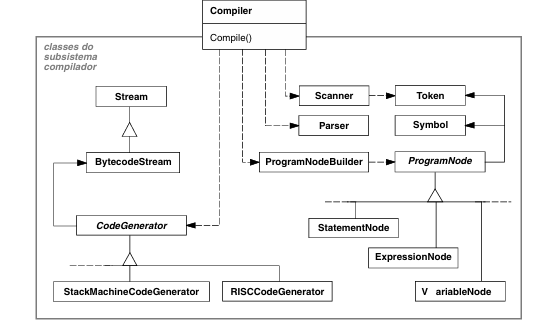 Compiler
Compile()
classes do
subsistema
compilador
Stream
Scanner
Token
Parser
Symbol
BytecodeStream
ProgramNodeBuilder
ProgramNode
CodeGenerator
StatementNode
ExpressionNode
StackMachineCodeGenerator
RISCCodeGenerator
V ariableNode